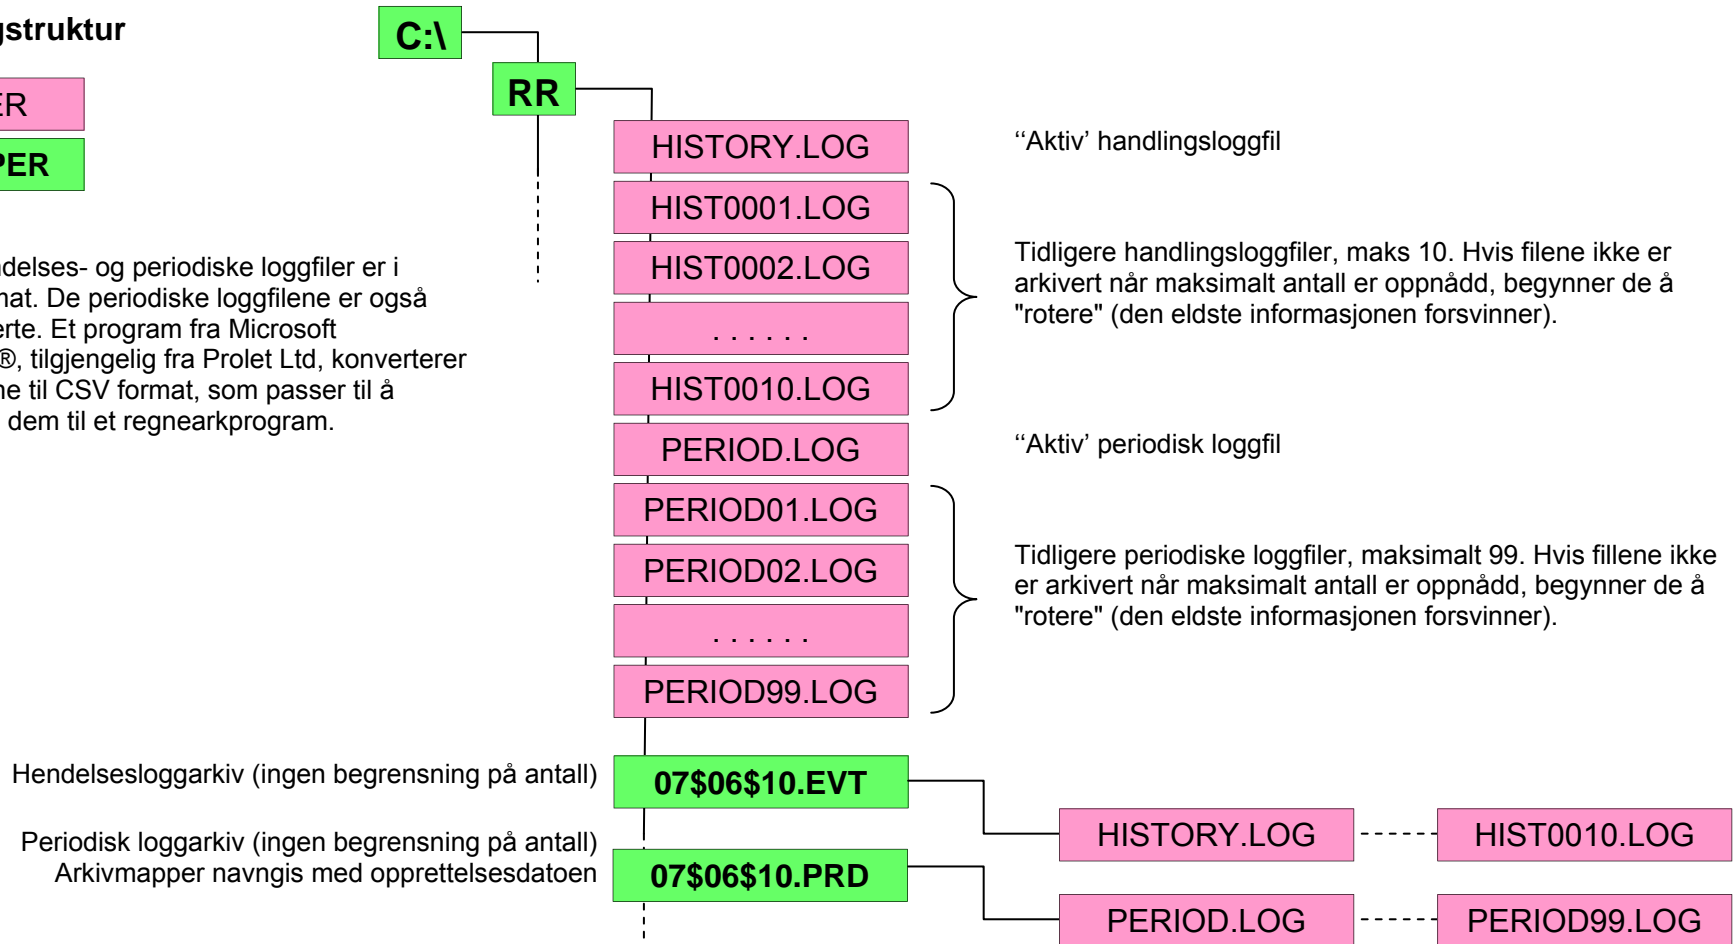 gstruktur
C:\
RR
ER
PER
HISTORY.LOG
‘‘Aktiv’ handlingsloggfil
HIST0001.LOG
HIST0002.LOG
. . . . . .
HIST0010.LOG
Tidligere handlingsloggfiler, maks 10. Hvis filene ikke er
arkivert når maksimalt antall er oppnådd, begynner de å
"rotere" (den eldste informasjonen forsvinner).
ndelses- og periodiske loggfiler er i
mat. De periodiske loggfilene er også
erte. Et program fra Microsoft
®, tilgjengelig fra Prolet Ltd, konverterer
ne til CSV format, som passer til å
dem til et regnearkprogram.
PERIOD.LOG
‘‘Aktiv’ periodisk loggfil
PERIOD01.LOG
PERIOD02.LOG
. . . . . .
PERIOD99.LOG
Tidligere periodiske loggfiler, maksimalt 99. Hvis fillene ikke
er arkivert når maksimalt antall er oppnådd, begynner de å
"rotere" (den eldste informasjonen forsvinner).
Hendelsesloggarkiv (ingen begrensning på antall)
07$06$10.EVT
HISTORY.LOG
HIST0010.LOG
Periodisk loggarkiv (ingen begrensning på antall)
Arkivmapper navngis med opprettelsesdatoen
07$06$10.PRD
PERIOD.LOG
PERIOD99.LOG